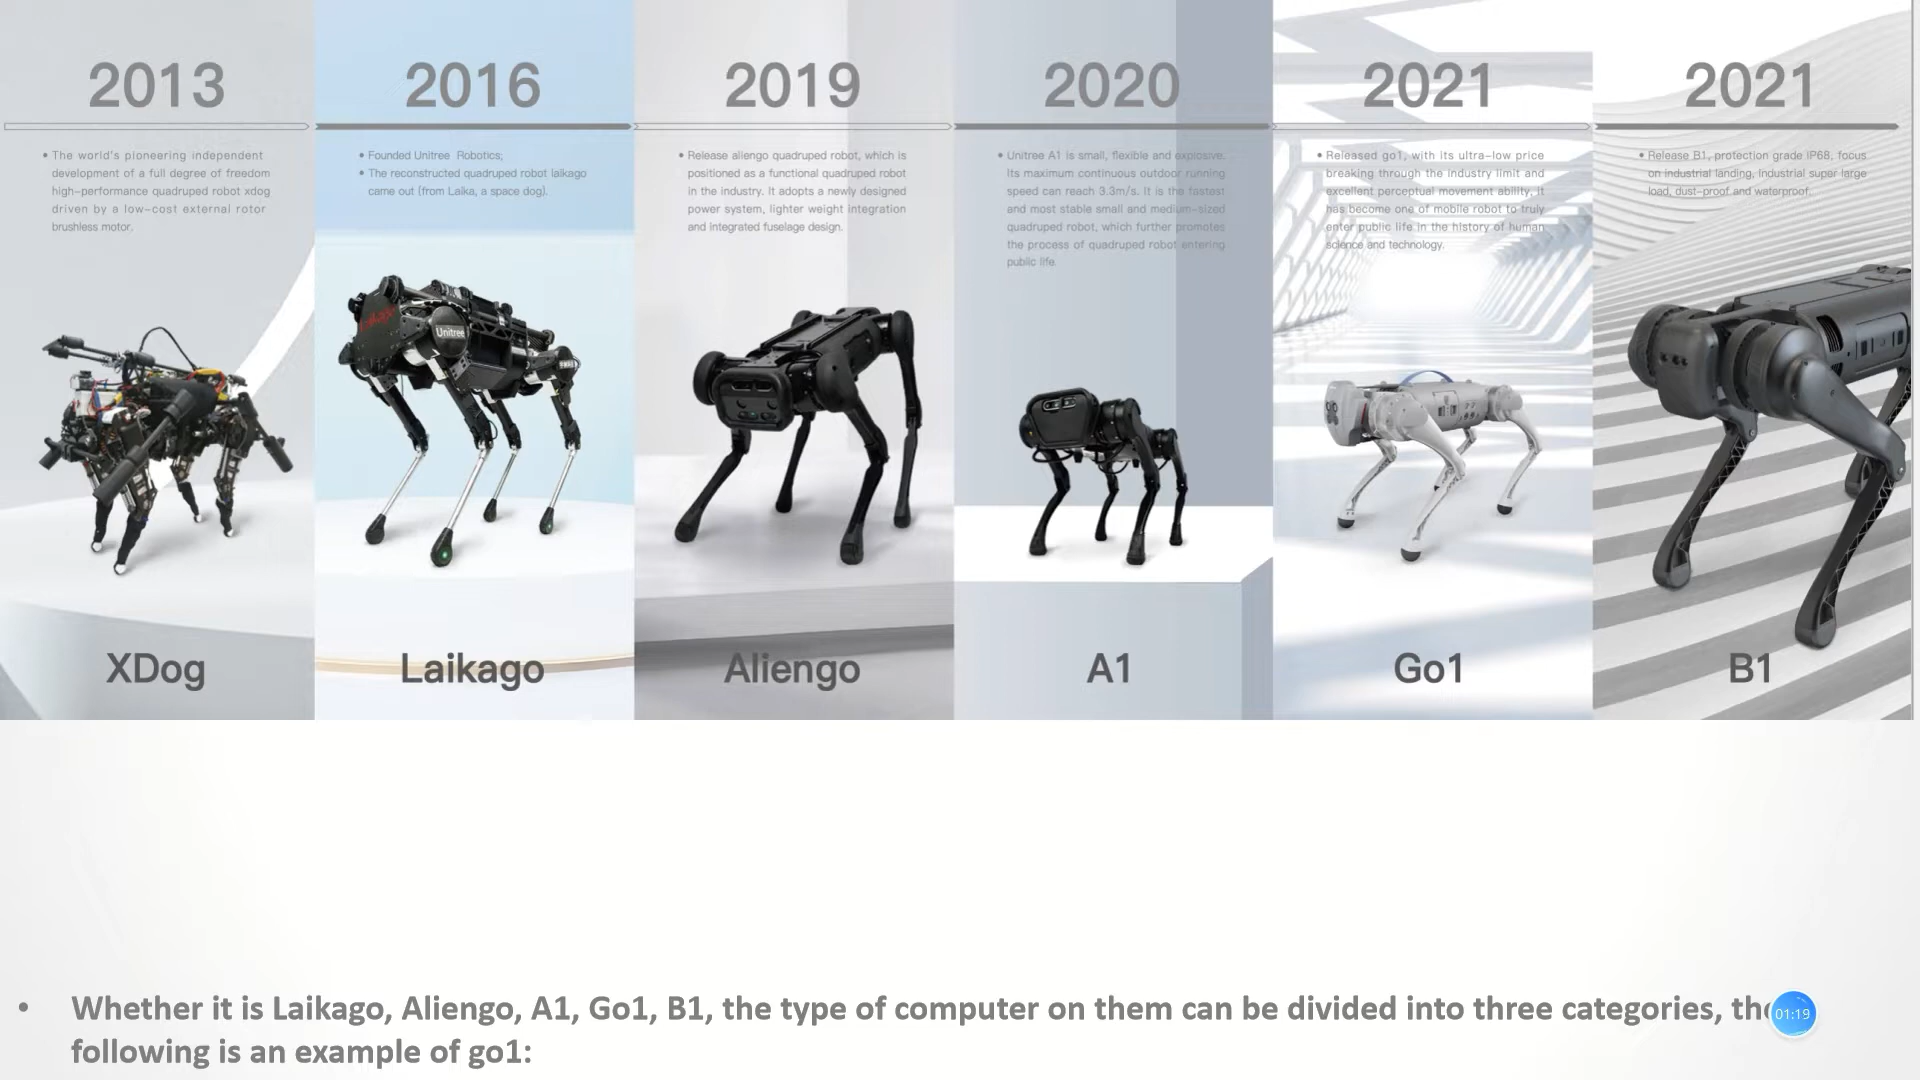 2013
• The world's pioneering independent
development of a full degree of freedom
high-performance quadruped robot xdog
driven by a low-cost external rotor
brushless motor.
XDog
2016
• Founded Unitree Robotics;
• The reconstructed quadruped robot laikago
came out (from Laika, a space dog).
Laikago
Unitree
Laikago
2019
• Release aliengo quadruped robot, which is
positioned as a functional quadruped robot
in the industry. It adopts a newly designed
power system, lighter weight integration
and integrated fuselage design.
Aliengo
2020
• Unitree A1 is small, flexible and explosive.
Its maximum continuous outdoor running
speed can reach 3.3m/s. It is the fastest
and most stable small and medium-sized
quadruped robot, which further promotes
the process of quadruped robot entering
public life.
A1
2021
• Released go1, with its ultra-low price
breaking through the industry limit and
excellent perceptual movement ability, it
has become one of mobile robot to truly
enter public life in the history of human
science and technology.
Go1
2021
• Release B1, protection grade IP68, focus
on industrial landing, industrial super large
load, dust-proof and waterproof.
B1
• Whether it is Laikago, Aliengo, A1, Go1, B1, the type of computer on them can be divided into three categories, the
following is an example of go1:
01:19